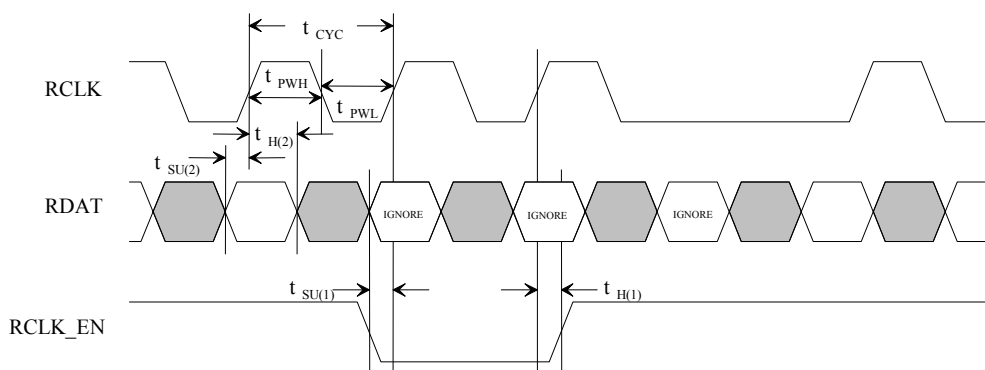 t CYC
RCLK
t PWH
t PWL
t H(2)
t SU(2)
RDAT
IGNORE IGNORE IGNORE
t SU(1)
t H(1)
RCLK_EN